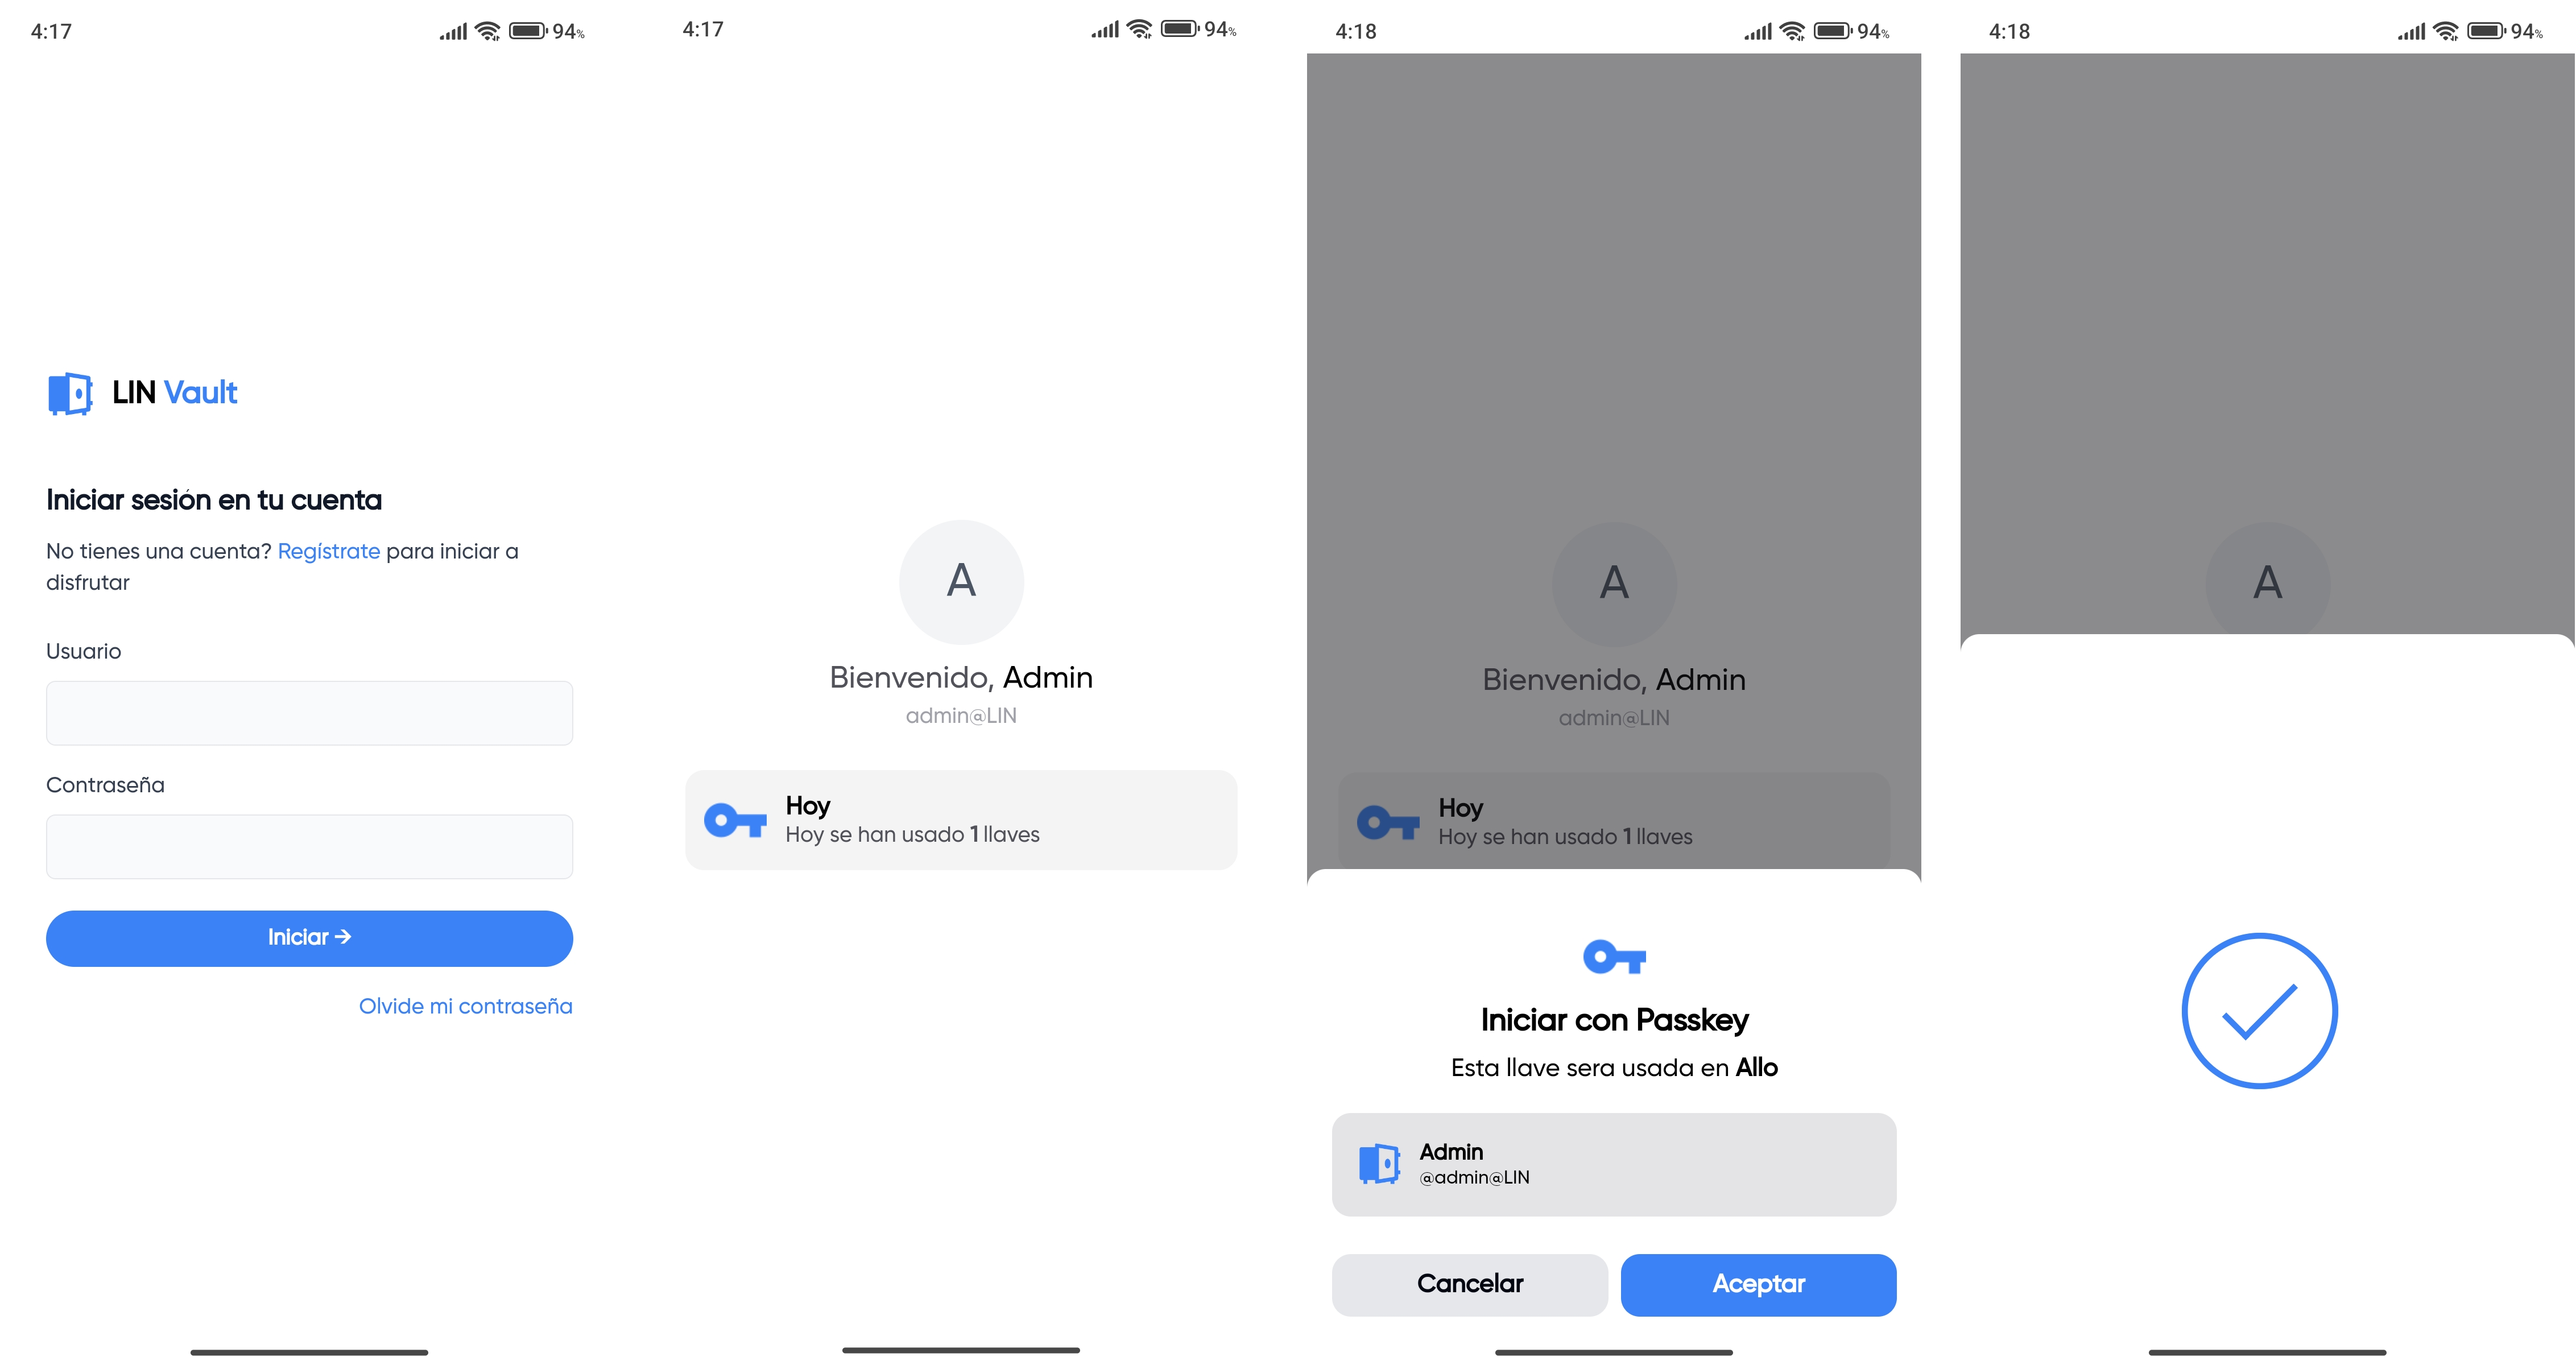 4:17
94%
LIN Vault
Iniciar sesión en tu cuenta
No tienes una cuenta? Regístrate para iniciar a
disfrutar
Usuario
Contraseña
Iniciar →
Olvide mi contraseña
4:17
94%
A
Bienvenido, Admin
admin@LIN
Hoy
Hoy se han usado 1 llaves
4:18
94%
A
Bienvenido, Admin
admin@LIN
Hoy
Hoy se han usado 1 llaves
Iniciar con Passkey
Esta llave sera usada en Allo
Admin
@admin@LIN
Cancelar
Aceptar
4:18
94%
A